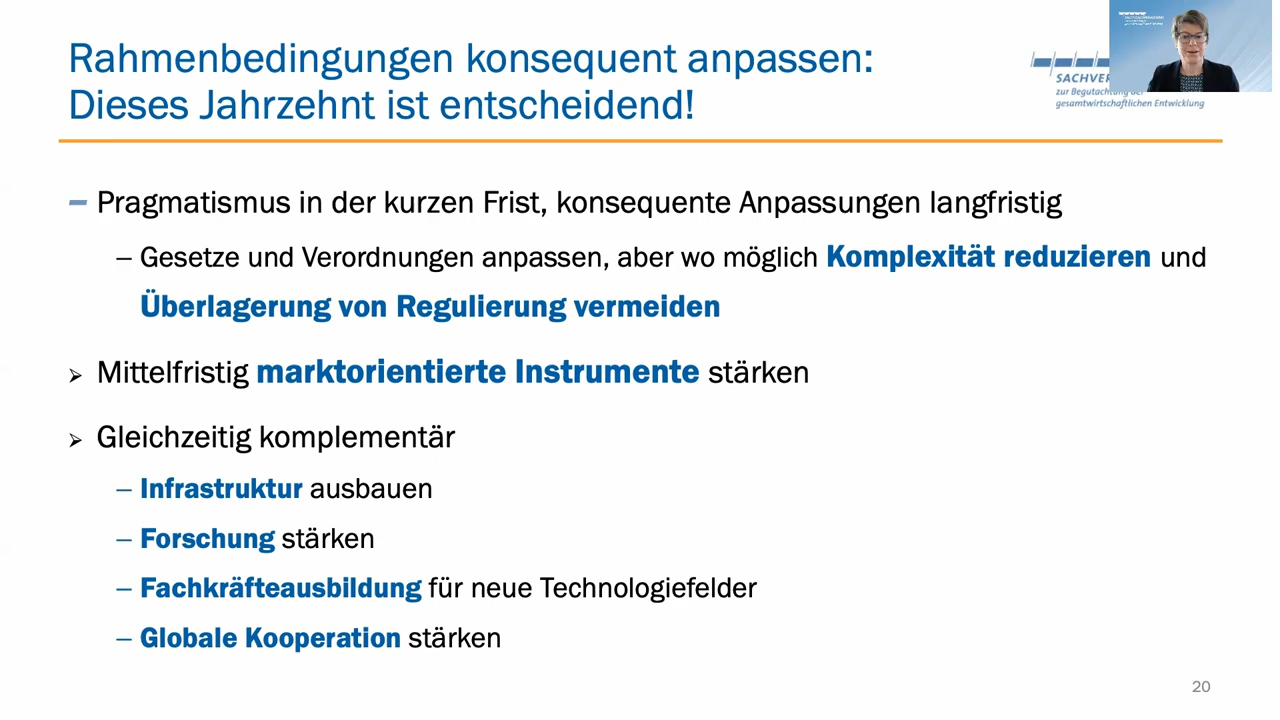 Rahmenbedingungen konsequent anpassen:
Dieses Jahrzehnt ist entscheidend!
zur Begutachtung der
gesamtwirtschaftlichen Entwicklung
– Pragmatismus in der kurzen Frist, konsequente Anpassungen langfristig
– Gesetze und Verordnungen anpassen, aber wo möglich Komplexität reduzieren und
Überlagerung von Regulierung vermeiden
➢ Mittelfristig marktorientierte Instrumente stärken
➢ Gleichzeitig komplementär
– Infrastruktur ausbauen
– Forschung stärken
– Fachkräfteausbildung für neue Technologiefelder
– Globale Kooperation stärken
20